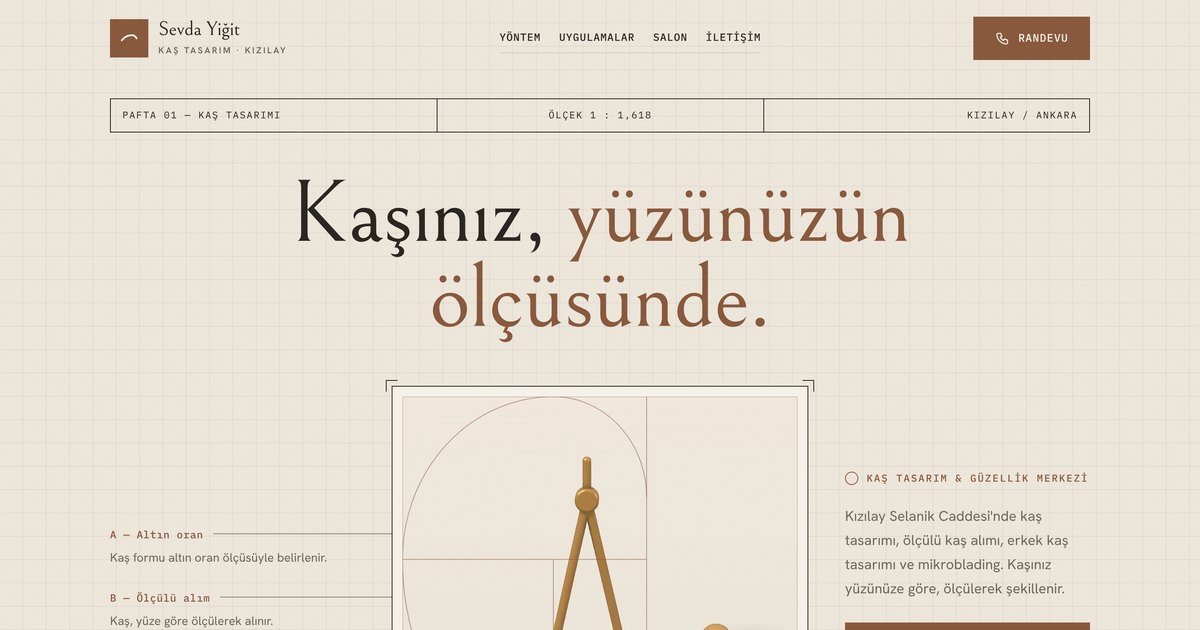 Sevda Yiğit
KAŞ TASARIM · KIZILAY
YÖNTEM UYGULAMALAR SALON İLETİŞİM
RANDEVU
PAFTA 01 — KAŞ TASARIMI
ÖLÇEK 1 : 1,618
KIZILAY / ANKARA
Kaşınız, yüzünüzün
ölçüsünde.
A — Altın oran
Kaş formu altın oran ölçüsüyle belirlenir.
B — Ölçülü alım
Kaş, yüze göre ölçülerek alınır.
KAŞ TASARIM & GÜZELLİK MERKEZİ
Kızılay Selanik Caddesi'nde kaş
tasarımı, ölçülü kaş alımı, erkek kaş
tasarımı ve mikroblading. Kaşınız
yüzünüze göre, ölçülerek şekillenir.